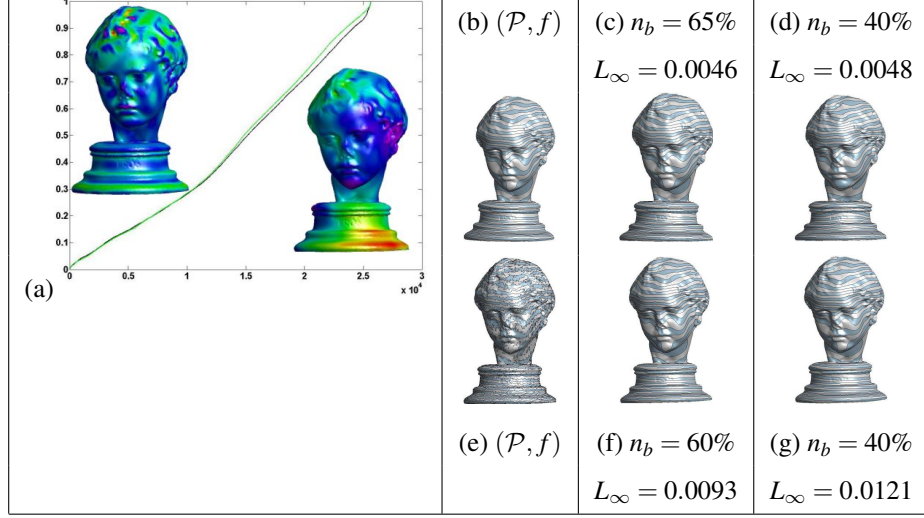 1
0.9
0.8
0.7
0.6
0.5
0.4
0.3
0.2
0.1
0
0 0.5 1 1.5 2 2.5 3
x 10⁴
(a)
(b) (𝒫, f) (c) n_b = 65% (d) n_b = 40%
L_∞ = 0.0046 L_∞ = 0.0048
(e) (𝒫, f) (f) n_b = 60% (g) n_b = 40%
L_∞ = 0.0093 L_∞ = 0.0121